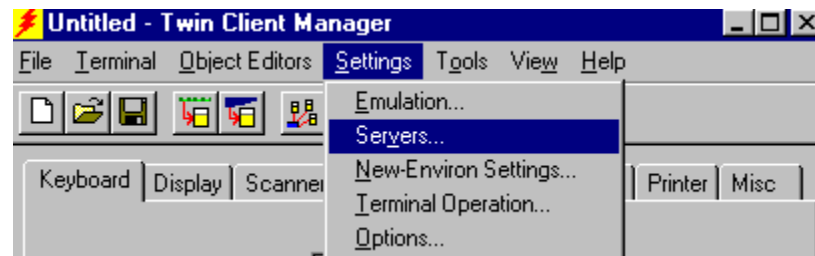 Untitled - Twin Client Manager
File Terminal Object Editors Settings Tools View Help
Emulation...
Servers...
New-Environ Settings...
Terminal Operation...
Options...
Keyboard Display Printer Misc